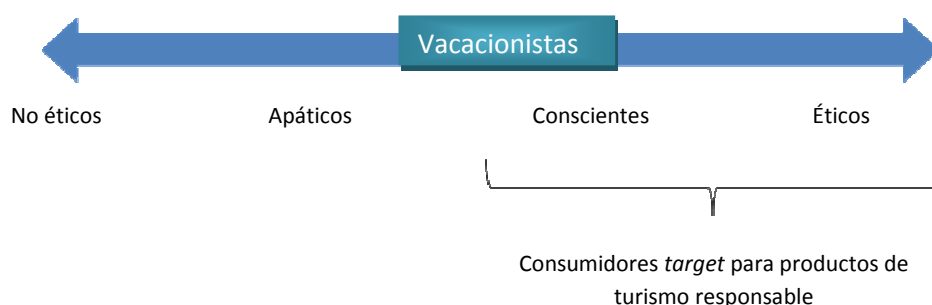 Vacacionistas
No éticos Apáticos Conscientes Éticos
Consumidores target para productos de
turismo responsable